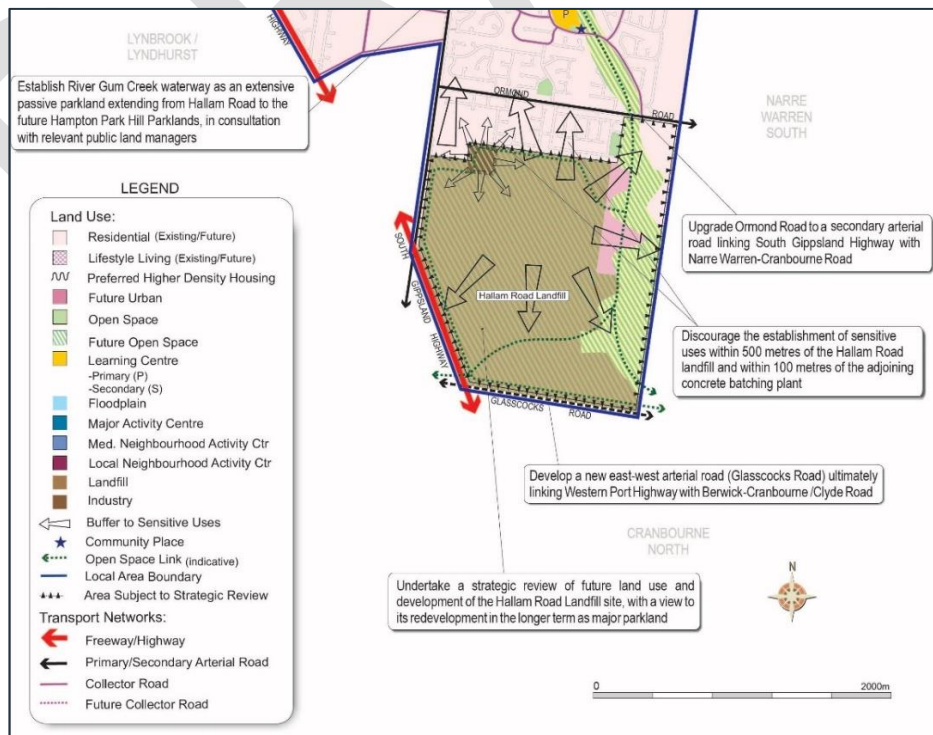 LYNBROOK /
LYNDHURST
HIGHWAY
P
Establish River Gum Creek waterway as an extensive
passive parkland extending from Hallam Road to the
future Hampton Park Hill Parklands, in consultation
with relevant public land managers
ORMOND
ROAD
NARRE
WARREN
SOUTH
LEGEND
Land Use:
Residential (Existing/Future)
Lifestyle Living (Existing/Future)
Preferred Higher Density Housing
Future Urban
Open Space
Future Open Space
Learning Centre
-Primary (P)
-Secondary (S)
Floodplain
Major Activity Centre
Med. Neighbourhood Activity Ctr
Local Neighbourhood Activity Ctr
Landfill
Industry
Buffer to Sensitive Uses
Community Place
Open Space Link (indicative)
Local Area Boundary
Area Subject to Strategic Review
Transport Networks:
Freeway/Highway
Primary/Secondary Arterial Road
Collector Road
Future Collector Road
SOUTH
GIPPSLAND
HIGHWAY
Hallam Road Landfill
GLASSCOCKS
ROAD
Upgrade Ormond Road to a secondary arterial
road linking South Gippsland Highway with
Narre Warren-Cranbourne Road
Discourage the establishment of sensitive
uses within 500 metres of the Hallam Road
landfill and within 100 metres of the adjoining
concrete batching plant
Develop a new east-west arterial road (Glasscocks Road) ultimately
linking Western Port Highway with Berwick-Cranbourne /Clyde Road
CRANBOURNE
NORTH
Undertake a strategic review of future land use and
development of the Hallam Road Landfill site, with a view to
its redevelopment in the longer term as major parkland
N
0
2000m